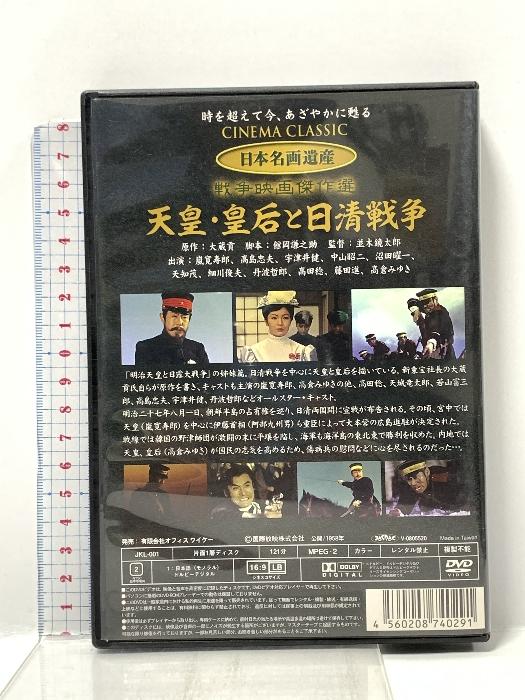 時を超えて今、あざやかに甦る
CINEMA CLASSIC
日本名画遺産
戦争映画傑作選
天皇・皇后と日清戦争
原作：大蔵貢　脚本：館岡謙之助　監督：並木鏡太郎
出演：嵐寛寿郎、高島忠夫、宇津井健、中山昭二、沼田曜一、
天知茂、細川俊夫、丹波哲郎、高田稔、藤田進、高倉みゆき
「明治天皇と日露大戦争」の姉妹篇。日清戦争を中心に天皇と皇后を描いている。新東宝社長の大蔵
貢氏自らが原作を書き、キャストも主演の嵐寛寿郎、高倉みゆきの他、高田稔、天城竜太郎、若山富三
郎、高島忠夫、宇津井健、丹波哲郎などオールスター・キャスト。
明治二十七年八月一日、朝鮮半島の占有権を巡り、日清両国間に宣戦が布告される。その頃、宮中では
天皇（嵐寛寿郎）を中心に伊藤首相（阿部九州男）ら重臣によって大本営の広島進駐が決定された。
戦線では韓国の野津師団が激闘の末に平壌を陥し、海軍も海洋島の東北東で勝利を収めた。内地では
天皇、皇后（高倉みゆき）が国民の志気を高めるため、傷病兵の慰問などに心を尽されるのだった…。
発売：有限会社オフィス ワイケー
©国際放映株式会社　公開/1958年
V-0805520
Made in Taiwan
JKL-001
片面1層ディスク
121分
MPEG-2
カラー
レンタル禁止
複製不能
2
1：日本語（モノラル）
ドルビーデジタル
16:9 LB
シネスコサイズ
DOLBY
DIGITAL
DVD
VIDEO
4 560208 740291
1 2 3 4 5 6 7 8